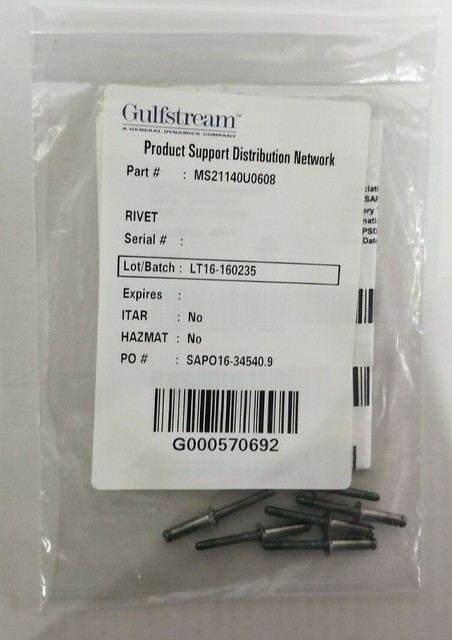 Gulfstream™
A GENERAL DYNAMICS COMPANY
Product Support Distribution Network
Part # : MS21140U0608
RIVET
Serial # :
Lot/Batch : LT16-160235
Expires :
ITAR : No
HAZMAT : No
PO # : SAPO16-34540.9
G000570692